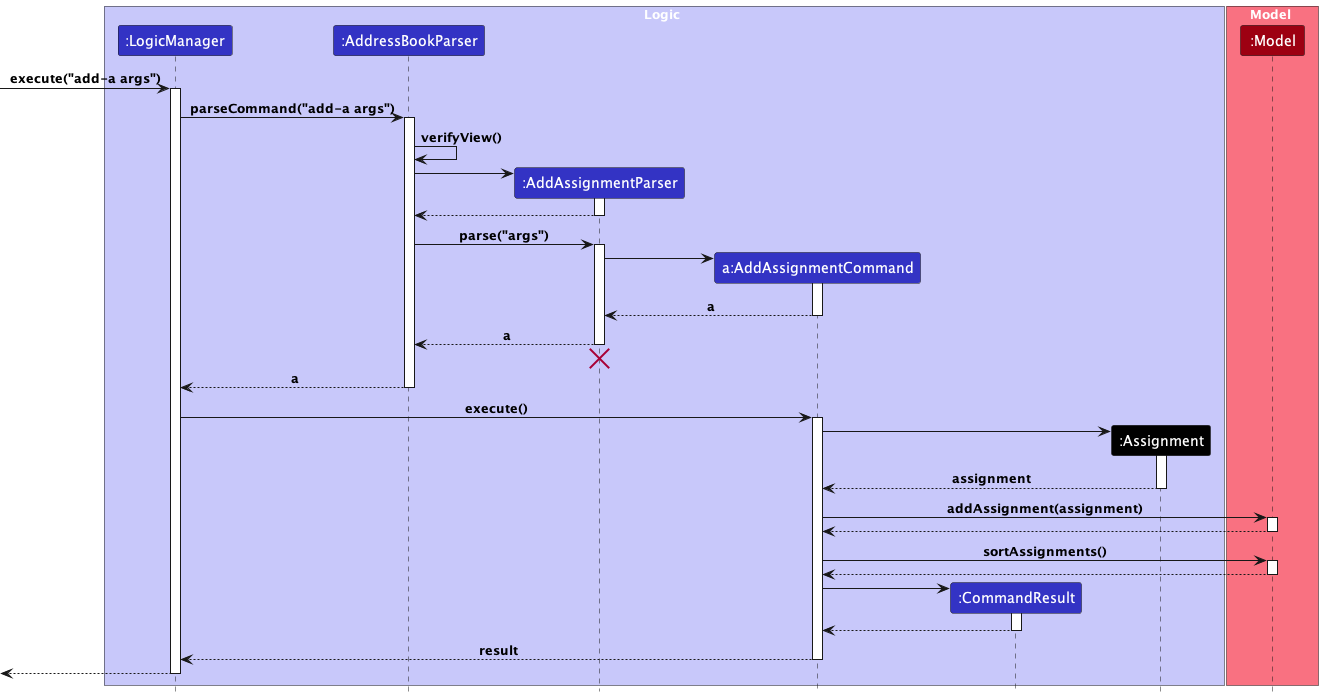 Logic
Model
:LogicManager
:AddressBookParser
:Model
execute("add-a args")
parseCommand("add-a args")
verifyView()
:AddAssignmentParser
parse("args")
a:AddAssignmentCommand
a
a
a
execute()
:Assignment
assignment
addAssignment(assignment)
sortAssignments()
:CommandResult
result